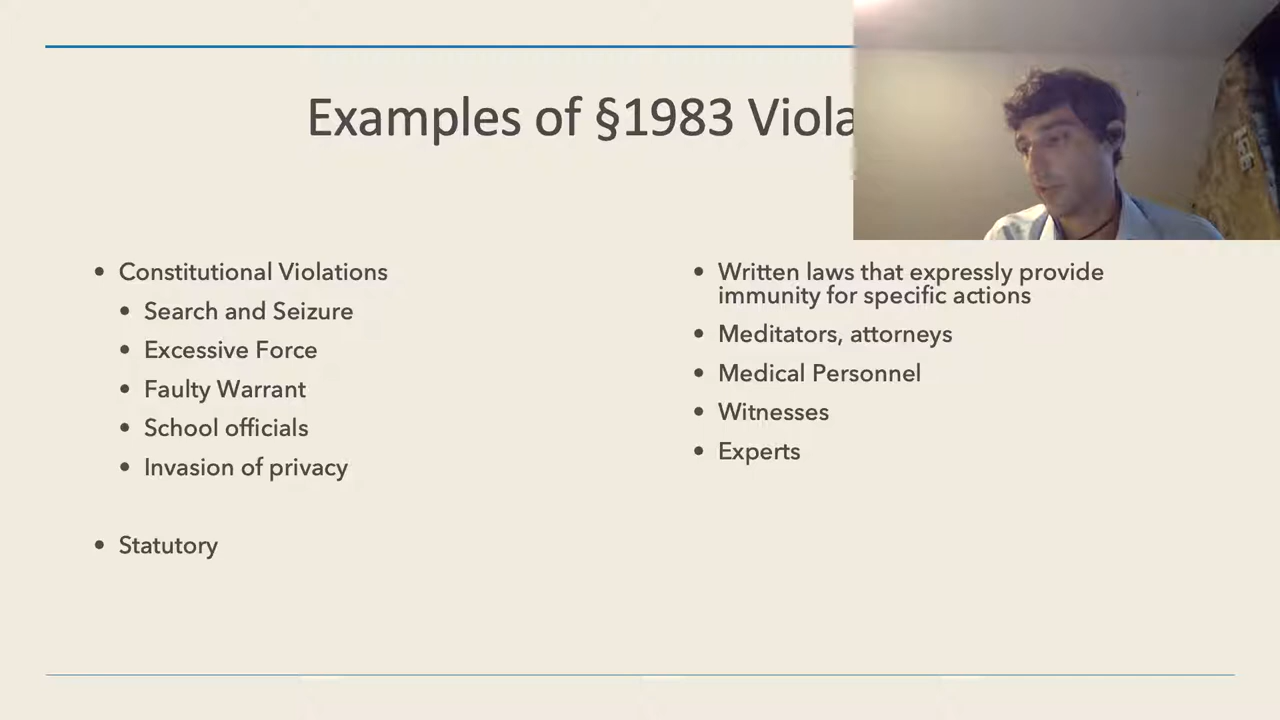 Examples of §1983 Viola
• Constitutional Violations
• Search and Seizure
• Excessive Force
• Faulty Warrant
• School officials
• Invasion of privacy
• Statutory
• Written laws that expressly provide
immunity for specific actions
• Meditators, attorneys
• Medical Personnel
• Witnesses
• Experts